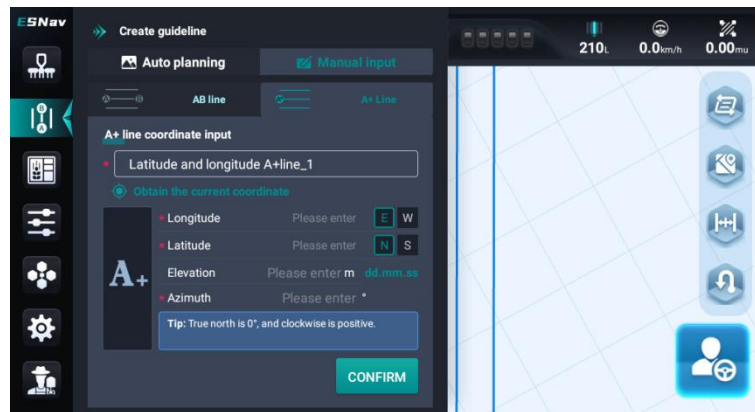 ESNav
Create guideline
210L
0.0km/h
0.00mu
Auto planning
Manual input
AB line
A+ Line
A+ line coordinate input
* Latitude and longitude A+line_1
Obtain the current coordinate
A+
* Longitude Please enter E W
* Latitude Please enter N S
Elevation Please enter m dd.mm.ss
* Azimuth Please enter °
Tip: True north is 0°, and clockwise is positive.
CONFIRM